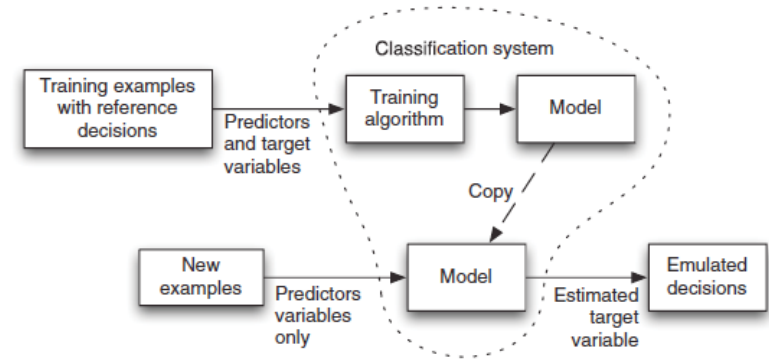 Classification system
Training examples
with reference
decisions
Predictors
and target
variables
Training
algorithm
Model
Copy
New
examples
Predictors
variables
only
Model
Estimated
target
variable
Emulated
decisions